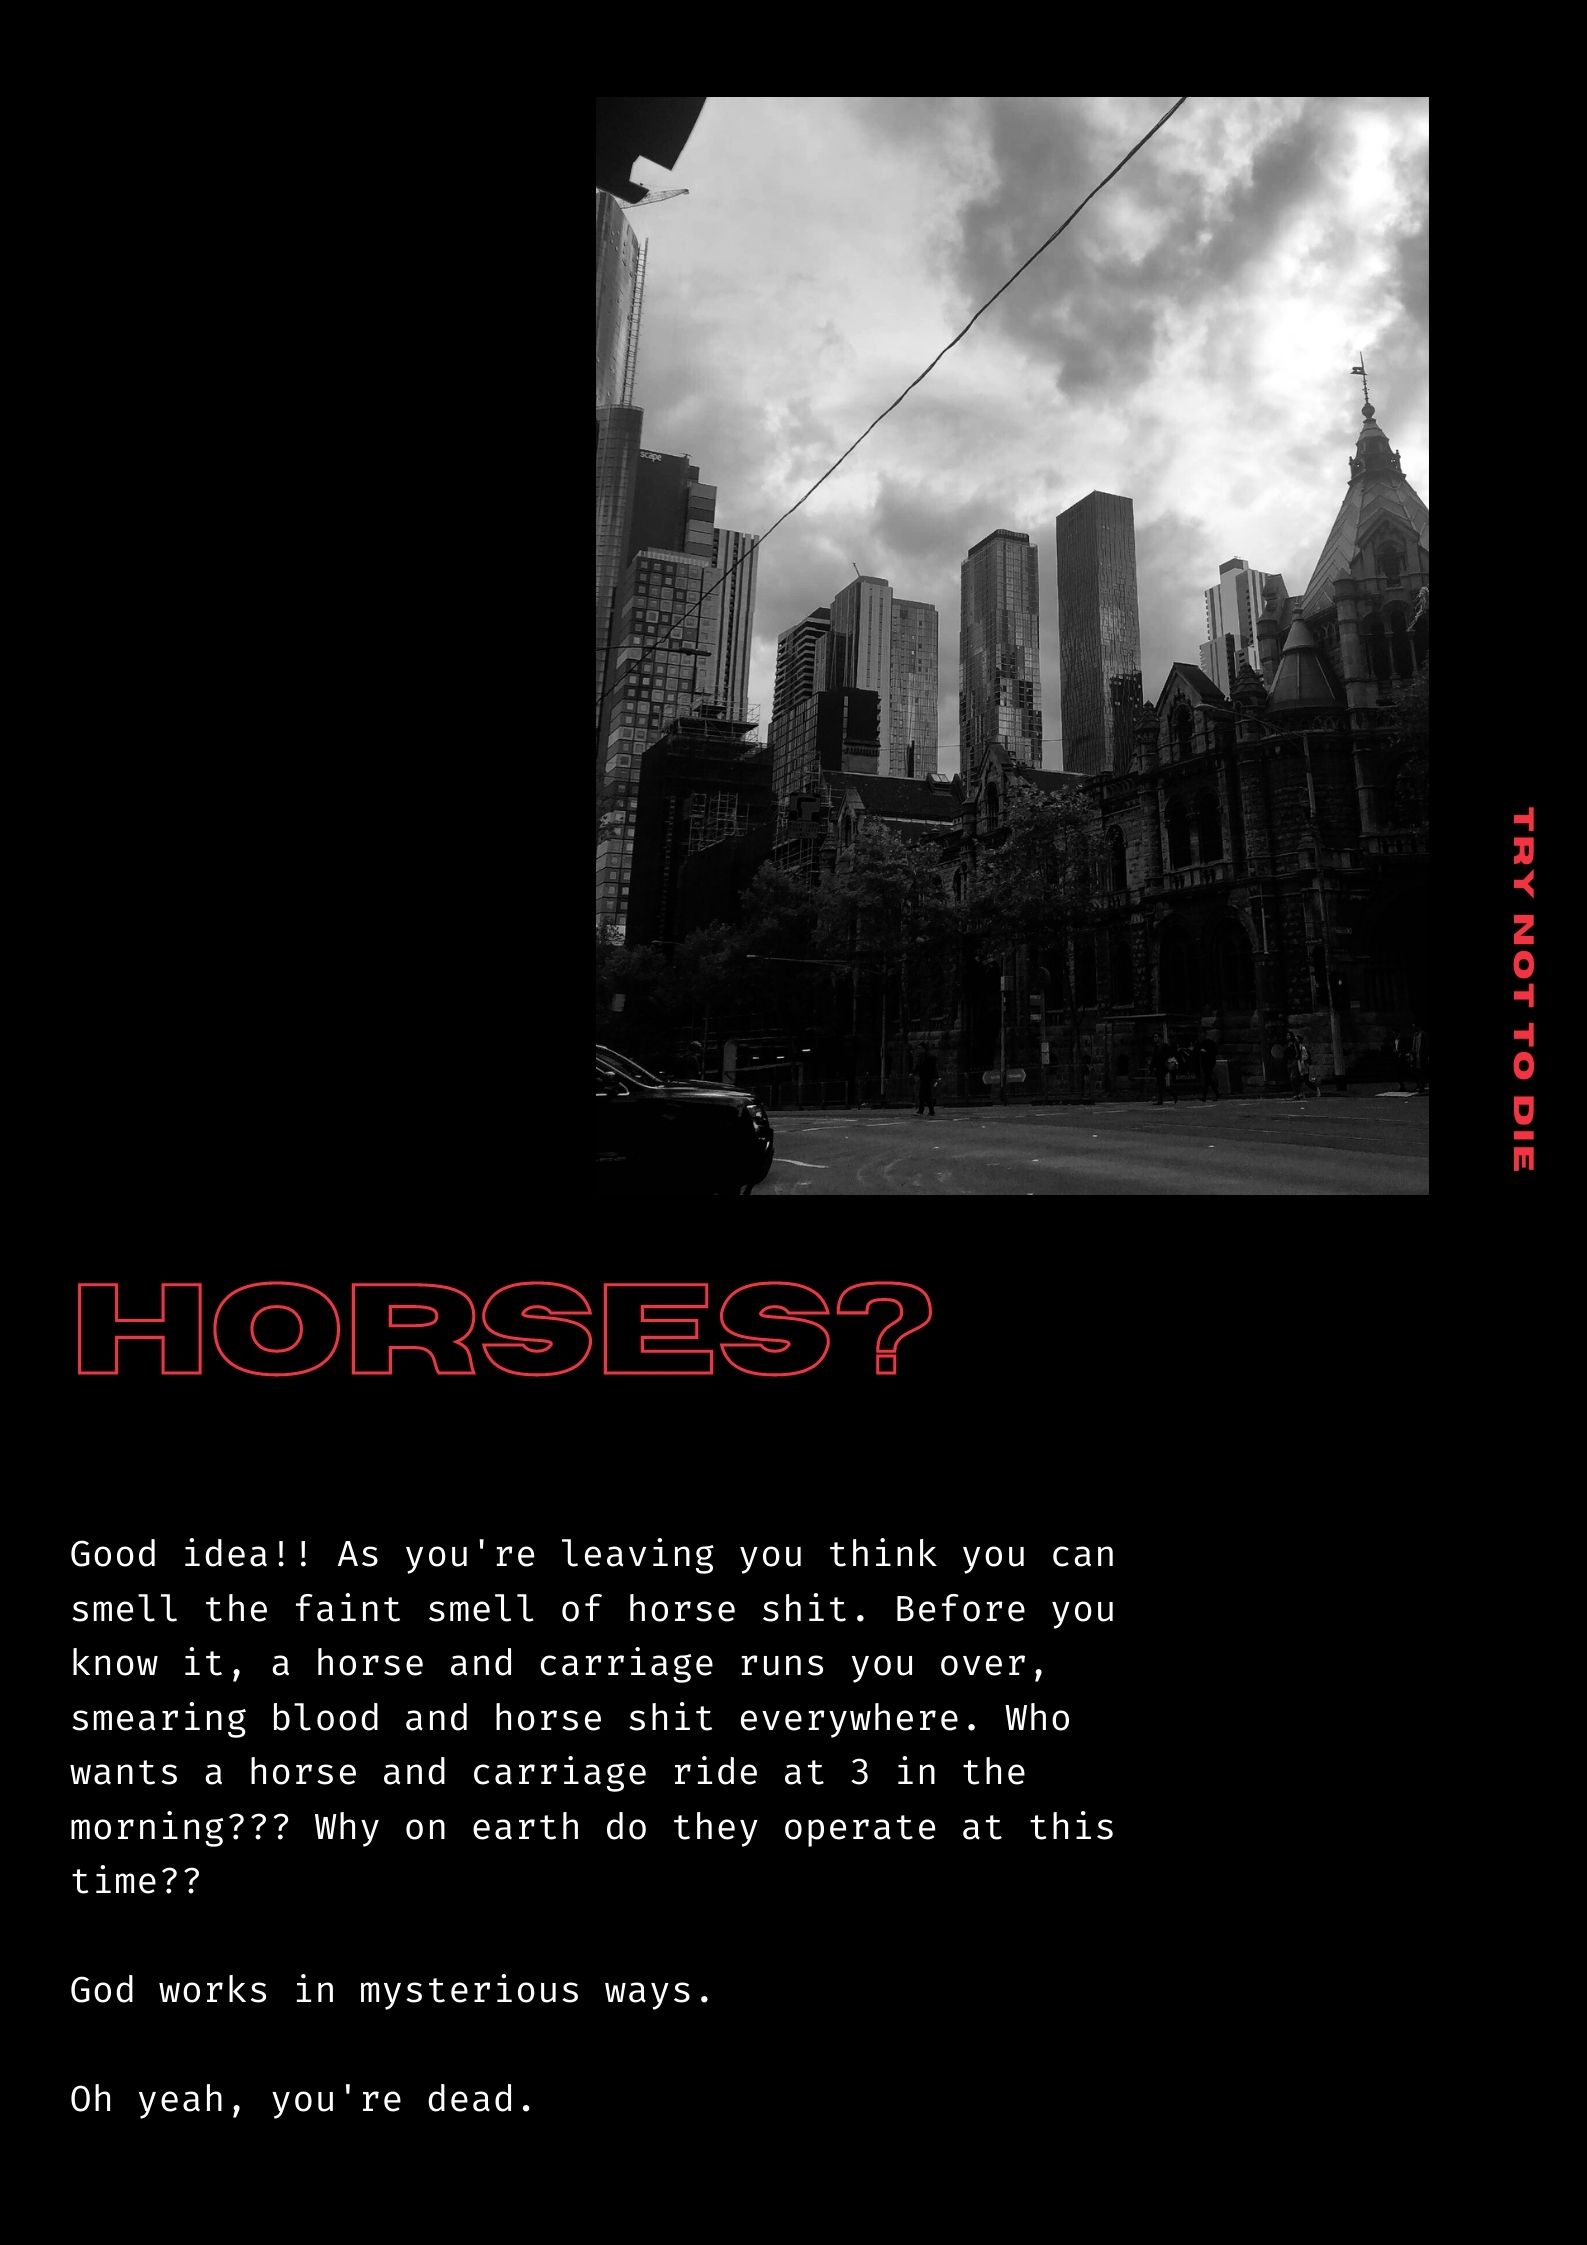 scape
TRY NOT TO DIE
HORSES?
Good idea!! As you're leaving you think you can
smell the faint smell of horse shit. Before you
know it, a horse and carriage runs you over,
smearing blood and horse shit everywhere. Who
wants a horse and carriage ride at 3 in the
morning??? Why on earth do they operate at this
time??
God works in mysterious ways.
Oh yeah, you're dead.